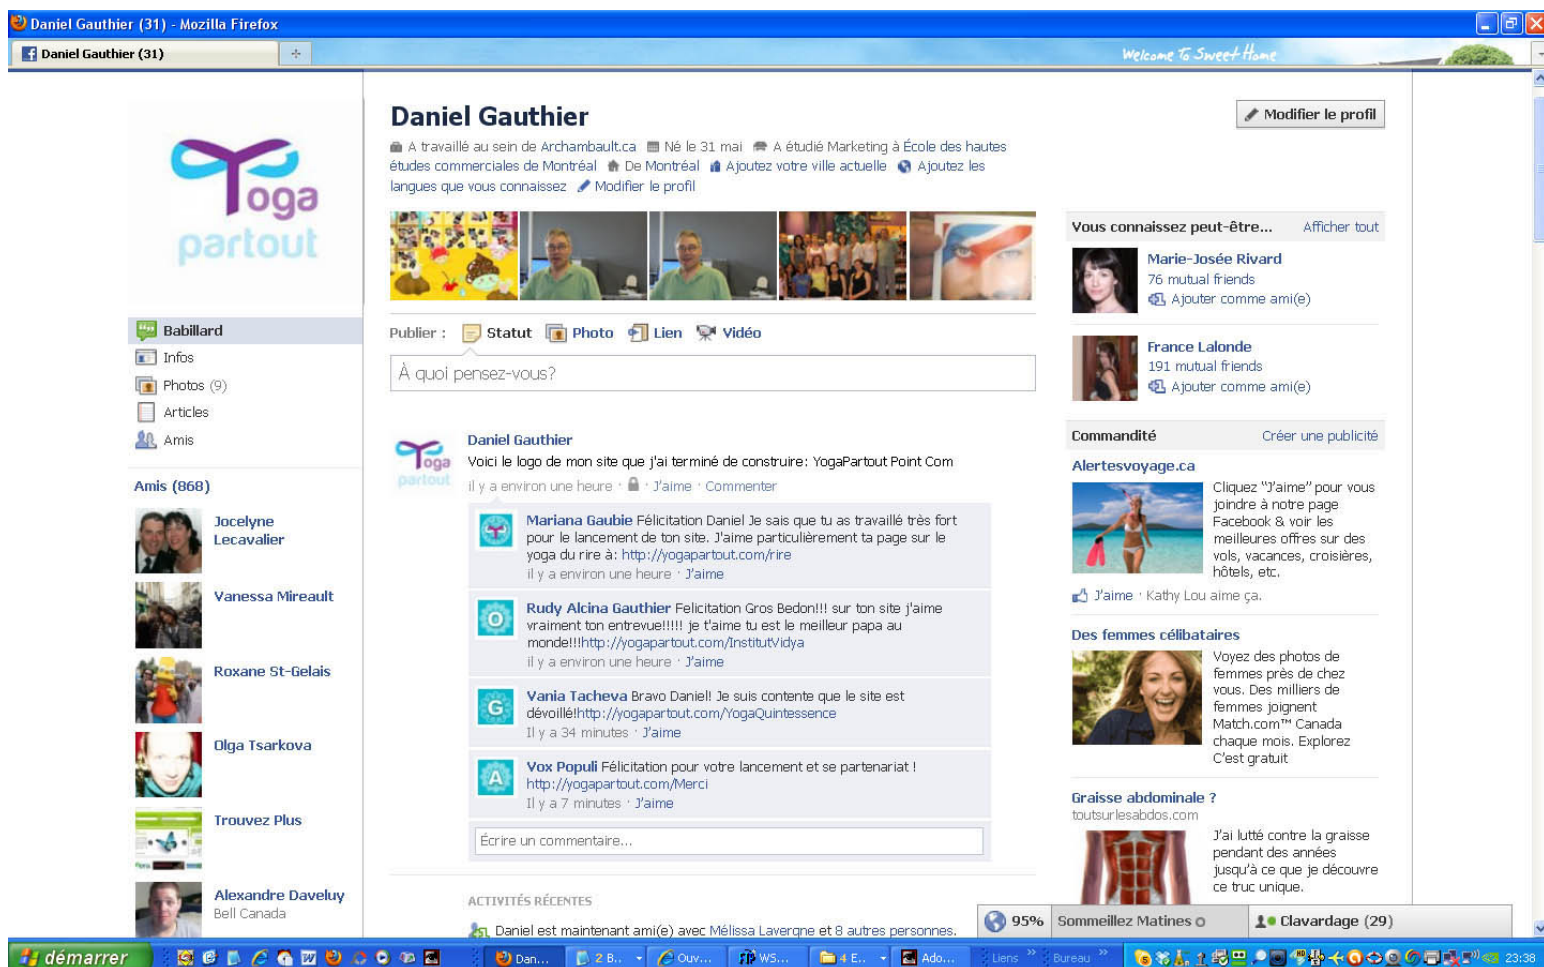 Daniel Gauthier (31) - Mozilla Firefox
Daniel Gauthier (31)
Welcome To Sweet Home
Yoga
partout
Daniel Gauthier
Modifier le profil
A travaillé au sein de Archambault.ca Né le 31 mai A étudié Marketing à École des hautes
études commerciales de Montréal De Montréal Ajoutez votre ville actuelle Ajoutez les
langues que vous connaissez Modifier le profil
Babillard
Infos
Photos (9)
Articles
Amis
Amis (868)
Jocelyne
Lecavalier
Vanessa Mireault
Roxane St-Gelais
Olga Tsarkova
Trouvez Plus
Alexandre Daveluy
Bell Canada
Publier : Statut Photo Lien Vidéo
À quoi pensez-vous?
Yoga
partout
Daniel Gauthier
Voici le logo de mon site que j'ai terminé de construire: YogaPartout Point Com
il y a environ une heure · J'aime · Commenter
Mariana Gaubie Félicitation Daniel Je sais que tu as travaillé très fort
pour le lancement de ton site. J'aime particulièrement ta page sur le
yoga du rire à: http://yogapartout.com/rire
il y a environ une heure · J'aime
O
Rudy Alcina Gauthier Felicitation Gros Bedon!!! sur ton site j'aime
vraiment ton entrevue!!!!! je t'aime tu est le meilleur papa au
monde!!!http://yogapartout.com/InstitutVidya
il y a environ une heure · J'aime
G
Vania Tacheva Bravo Daniel! Je suis contente que le site est
dévoillé!http://yogapartout.com/YogaQuintessence
Il y a 34 minutes · J'aime
A
Vox Populi Félicitation pour votre lancement et se partenariat !
http://yogapartout.com/Merci
Il y a 7 minutes · J'aime
Écrire un commentaire...
ACTIVITÉS RÉCENTES
Daniel est maintenant ami(e) avec Mélissa Lavergne et 8 autres personnes.
Vous connaissez peut-être... Afficher tout
Marie-Josée Rivard
76 mutual friends
Ajouter comme ami(e)
France Lalonde
191 mutual friends
Ajouter comme ami(e)
Commandité Créer une publicité
Alertesvoyage.ca
Cliquez "J'aime" pour vous
joindre à notre page
Facebook & voir les
meilleures offres sur des
vols, vacances, croisières,
hôtels, etc.
J'aime · Kathy Lou aime ça.
Des femmes célibataires
Voyez des photos de
femmes près de chez
vous. Des milliers de
femmes joignent
Match.com™ Canada
chaque mois. Explorez
C'est gratuit
Graisse abdominale ?
toutsurlesabdos.com
J'ai lutté contre la graisse
pendant des années
jusqu'à ce que je découvre
ce truc unique.
95% Sommeillez Matines Clavardage (29)
démarrer Dan... 2 B... Ouv... WS... 4 E... Ado... Liens » Bureau » 23:38